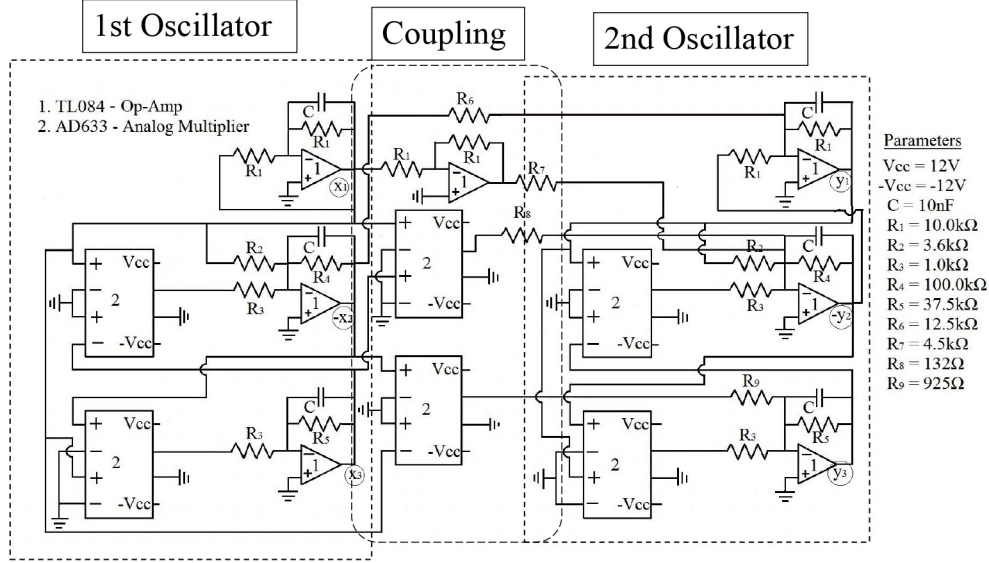 1st Oscillator
Coupling
2nd Oscillator
1. TL084 - Op-Amp
2. AD633 - Analog Multiplier
C
R1
R1
1
x1
R6
R1
R1
1
R7
R8
C
R1
R1
1
y1
Parameters
Vcc = 12V
-Vcc = -12V
C = 10nF
R1 = 10.0kΩ
R2 = 3.6kΩ
R3 = 1.0kΩ
R4 = 100.0kΩ
R5 = 37.5kΩ
R6 = 12.5kΩ
R7 = 4.5kΩ
R8 = 132Ω
R9 = 925Ω
Vcc
2
-Vcc
R2
C
R4
R3
1
-x2
Vcc
2
-Vcc
Vcc
2
-Vcc
R2
C
R4
R3
1
-y2
Vcc
2
-Vcc
R3
C
R5
1
x3
Vcc
2
-Vcc
R9
Vcc
2
-Vcc
R3
C
R5
1
y3